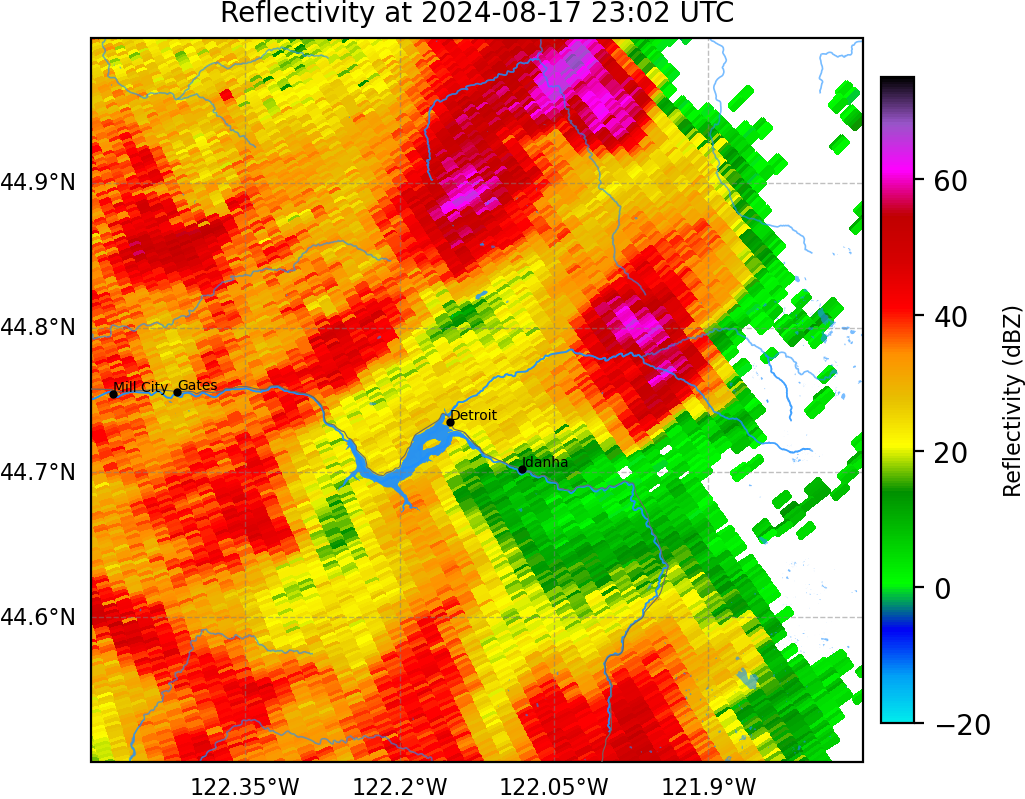 Reflectivity at 2024-08-17 23:02 UTC
44.9°N
44.8°N
44.7°N
44.6°N
Mill City
Gates
Detroit
Idanha
122.35°W
122.2°W
122.05°W
121.9°W
60
40
20
0
−20
Reflectivity (dBZ)